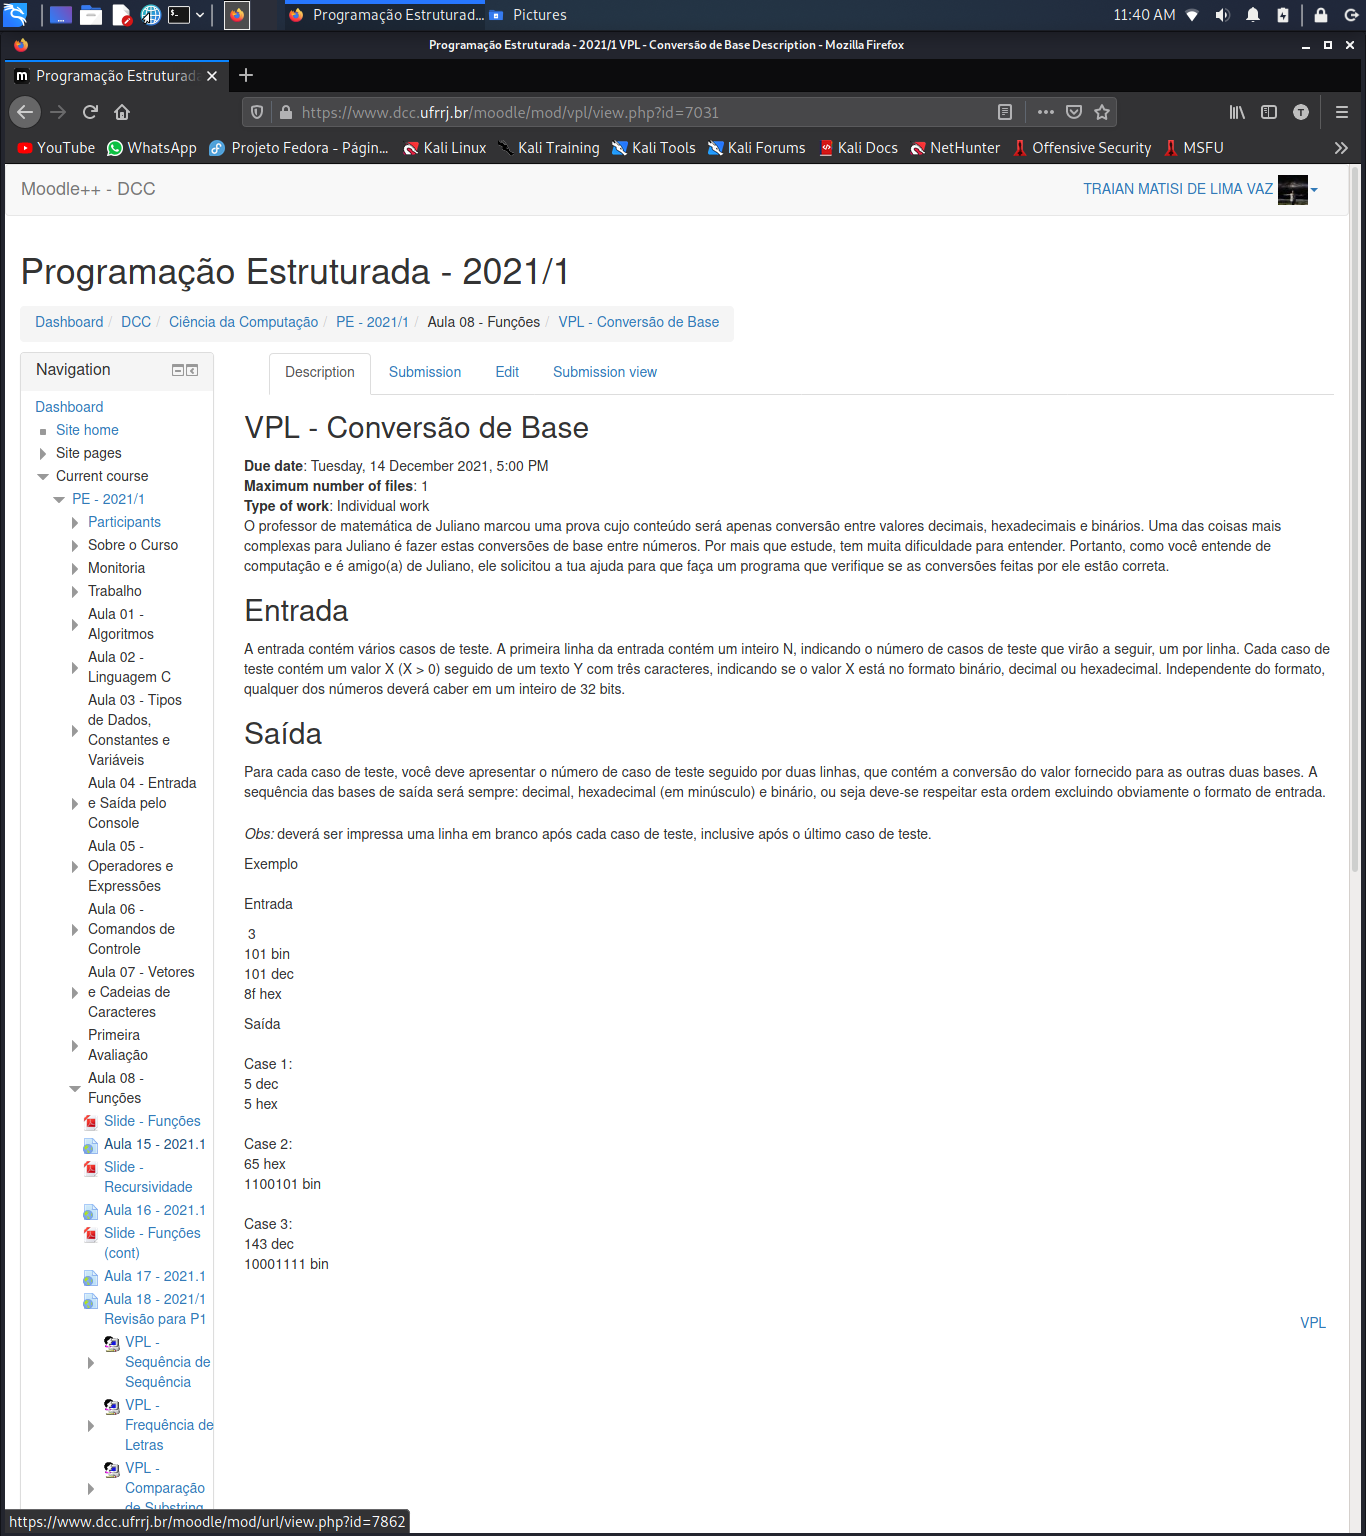 Programação Estruturad...
Pictures
11:40 AM
Programação Estruturada - 2021/1 VPL - Conversão de Base Description - Mozilla Firefox
Programação Estruturada
https://www.dcc.ufrrj.br/moodle/mod/vpl/view.php?id=7031
YouTube
WhatsApp
Projeto Fedora - Págin...
Kali Linux
Kali Training
Kali Tools
Kali Forums
Kali Docs
NetHunter
Offensive Security
MSFU
Moodle++ - DCC
TRAIAN MATISI DE LIMA VAZ
Programação Estruturada - 2021/1
Dashboard / DCC / Ciência da Computação / PE - 2021/1 / Aula 08 - Funções / VPL - Conversão de Base
Navigation
Dashboard
Site home
Site pages
Current course
PE - 2021/1
Participants
Sobre o Curso
Monitoria
Trabalho
Aula 01 -
Algoritmos
Aula 02 -
Linguagem C
Aula 03 - Tipos
de Dados,
Constantes e
Variáveis
Aula 04 - Entrada
e Saída pelo
Console
Aula 05 -
Operadores e
Expressões
Aula 06 -
Comandos de
Controle
Aula 07 - Vetores
e Cadeias de
Caracteres
Primeira
Avaliação
Aula 08 -
Funções
Slide - Funções
Aula 15 - 2021.1
Slide -
Recursividade
Aula 16 - 2021.1
Slide - Funções
(cont)
Aula 17 - 2021.1
Aula 18 - 2021/1
Revisão para P1
VPL -
Sequência de
Sequência
VPL -
Frequência de
Letras
VPL -
Comparação
de Substring
Description
Submission
Edit
Submission view
VPL - Conversão de Base
Due date: Tuesday, 14 December 2021, 5:00 PM
Maximum number of files: 1
Type of work: Individual work
O professor de matemática de Juliano marcou uma prova cujo conteúdo será apenas conversão entre valores decimais, hexadecimais e binários. Uma das coisas mais
complexas para Juliano é fazer estas conversões de base entre números. Por mais que estude, tem muita dificuldade para entender. Portanto, como você entende de
computação e é amigo(a) de Juliano, ele solicitou a tua ajuda para que faça um programa que verifique se as conversões feitas por ele estão correta.
Entrada
A entrada contém vários casos de teste. A primeira linha da entrada contém um inteiro N, indicando o número de casos de teste que virão a seguir, um por linha. Cada caso de
teste contém um valor X (X > 0) seguido de um texto Y com três caracteres, indicando se o valor X está no formato binário, decimal ou hexadecimal. Independente do formato,
qualquer dos números deverá caber em um inteiro de 32 bits.
Saída
Para cada caso de teste, você deve apresentar o número de caso de teste seguido por duas linhas, que contém a conversão do valor fornecido para as outras duas bases. A
sequência das bases de saída será sempre: decimal, hexadecimal (em minúsculo) e binário, ou seja deve-se respeitar esta ordem excluindo obviamente o formato de entrada.
Obs: deverá ser impressa uma linha em branco após cada caso de teste, inclusive após o último caso de teste.
Exemplo
Entrada
3
101 bin
101 dec
8f hex
Saída
Case 1:
5 dec
5 hex
Case 2:
65 hex
1100101 bin
Case 3:
143 dec
10001111 bin
VPL
https://www.dcc.ufrrj.br/moodle/mod/url/view.php?id=7862